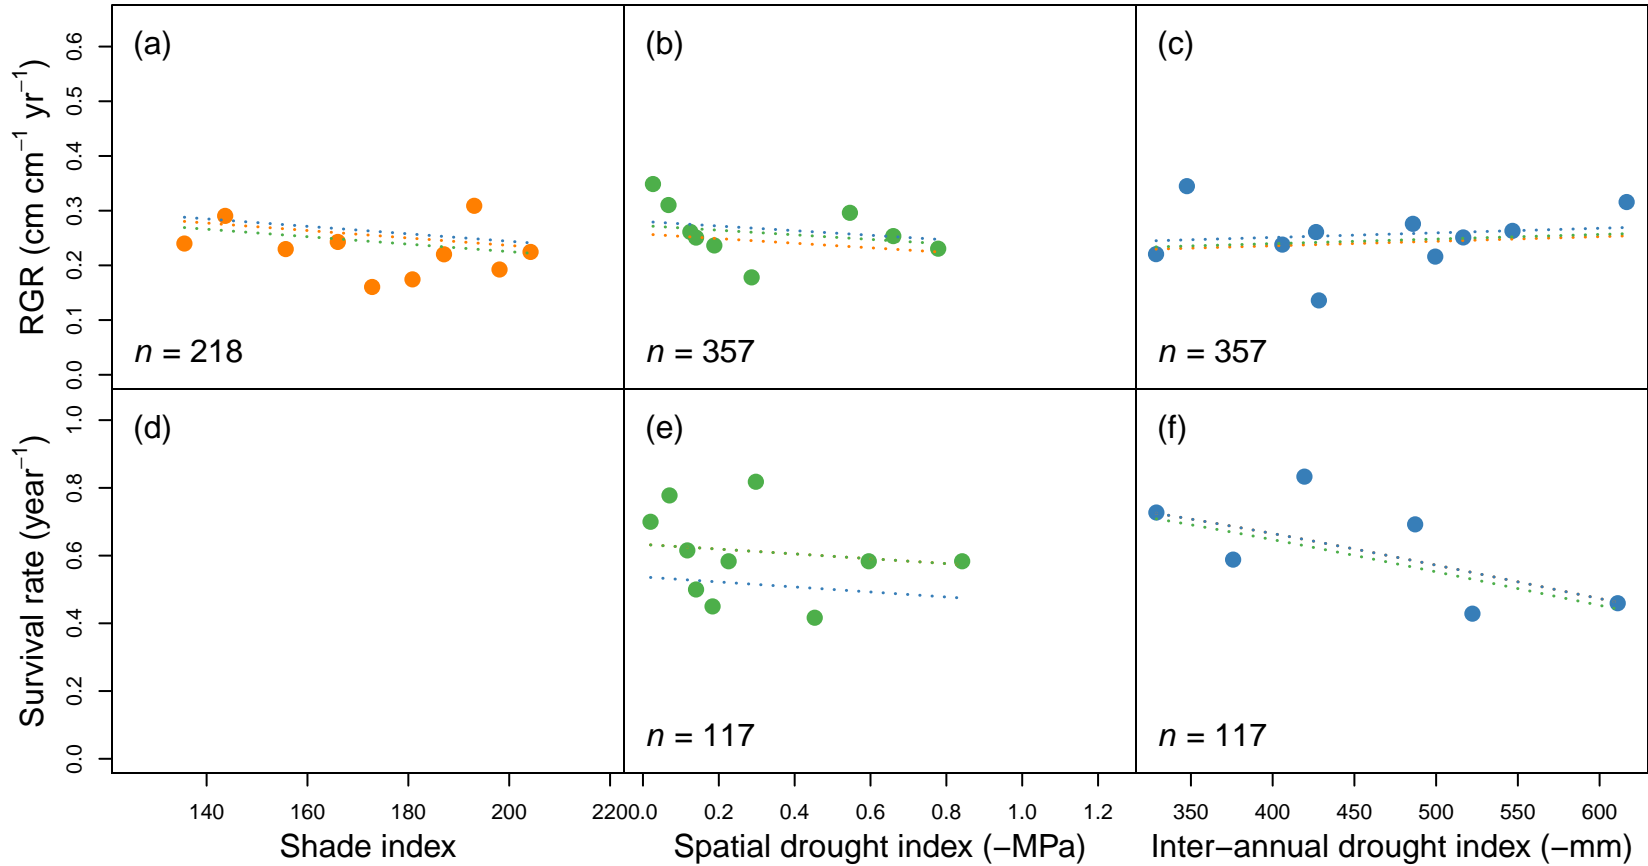 (a) (b) (c)
RGR (cm cm−1 yr−1)
0.0 0.1 0.2 0.3 0.4 0.5 0.6
n = 218 n = 357 n = 357
(d) (e) (f)
Survival rate (year−1)
0.0 0.2 0.4 0.6 0.8 1.0
n = 117 n = 117
140 160 180 200 220 0.0 0.2 0.4 0.6 0.8 1.0 1.2 350 400 450 500 550 600
Shade index Spatial drought index (−MPa) Inter−annual drought index (−mm)